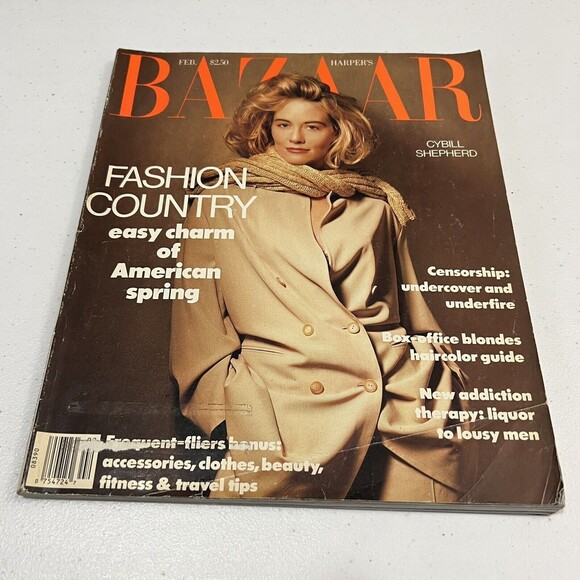 FEB. $2.50 HARPER'S
BAZAAR
CYBILL
SHEPHERD
FASHION
COUNTRY
easy charm
of
American
spring
Censorship:
undercover and
underfire
Box-office blondes
haircolor guide
New addiction
therapy: liquor
to lousy men
Frequent-fliers bonus:
accessories, clothes, beauty,
fitness & travel tips